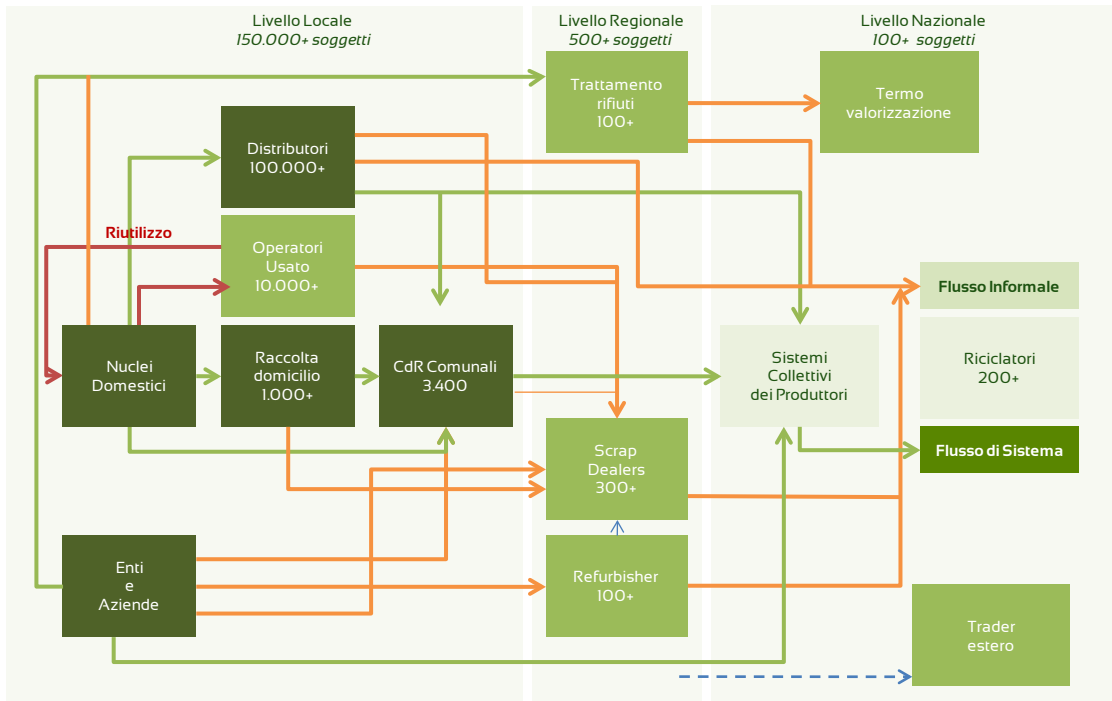 Livello Locale
150.000+ soggetti
Livello Regionale
500+ soggetti
Livello Nazionale
100+ soggetti
Trattamento
rifiuti
100+
Termo
valorizzazione
Distributori
100.000+
Riutilizzo
Operatori
Usato
10.000+
Flusso Informale
Nuclei
Domestici
Raccolta
domicilio
1.000+
CdR Comunali
3.400
Sistemi
Collettivi
dei Produttori
Riciclatori
200+
Scrap
Dealers
300+
Flusso di Sistema
Enti
e
Aziende
Refurbisher
100+
Trader
estero